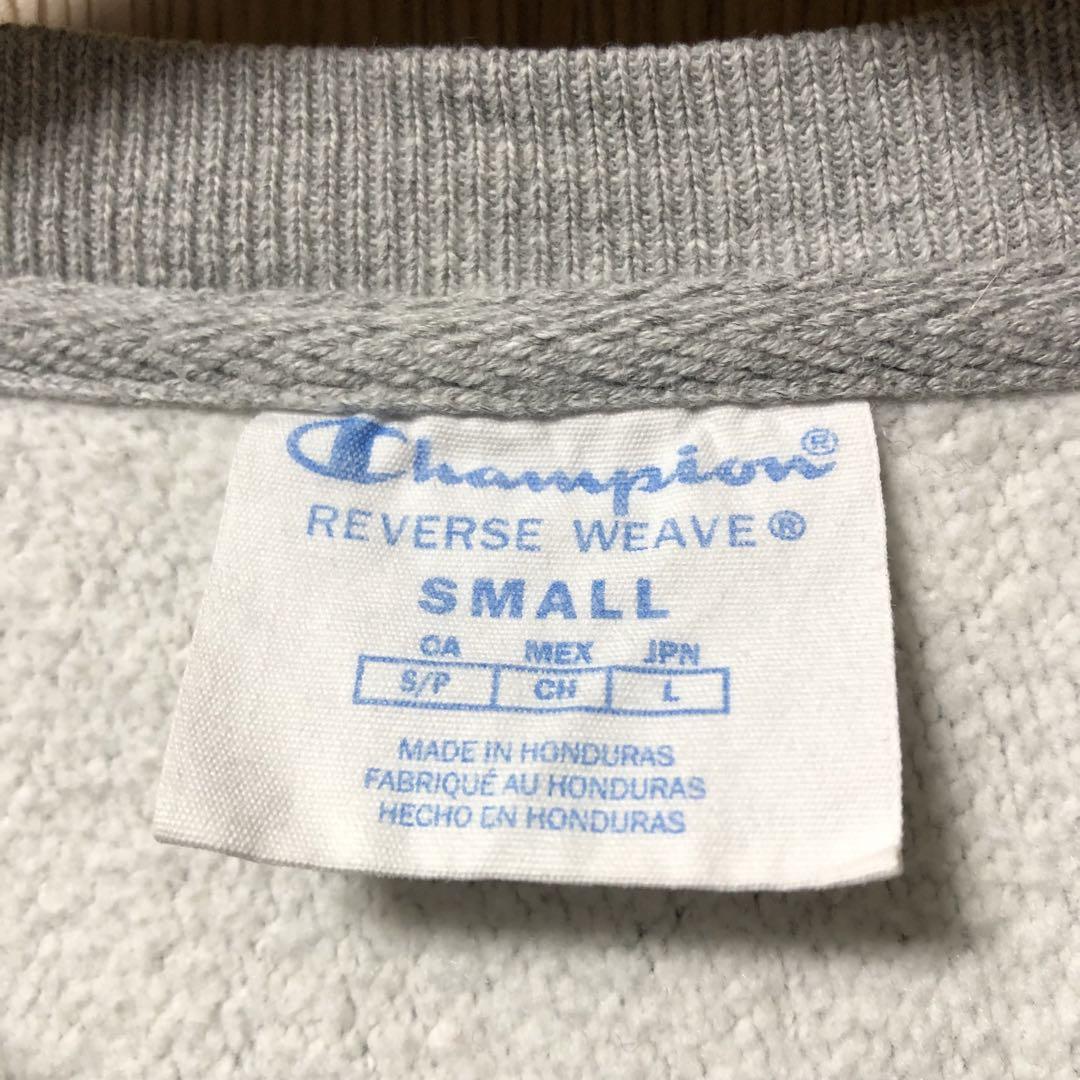 Champion®
REVERSE WEAVE®
SMALL
CA MEX JPN
S/P CH L
MADE IN HONDURAS
FABRIQUÉ AU HONDURAS
HECHO EN HONDURAS